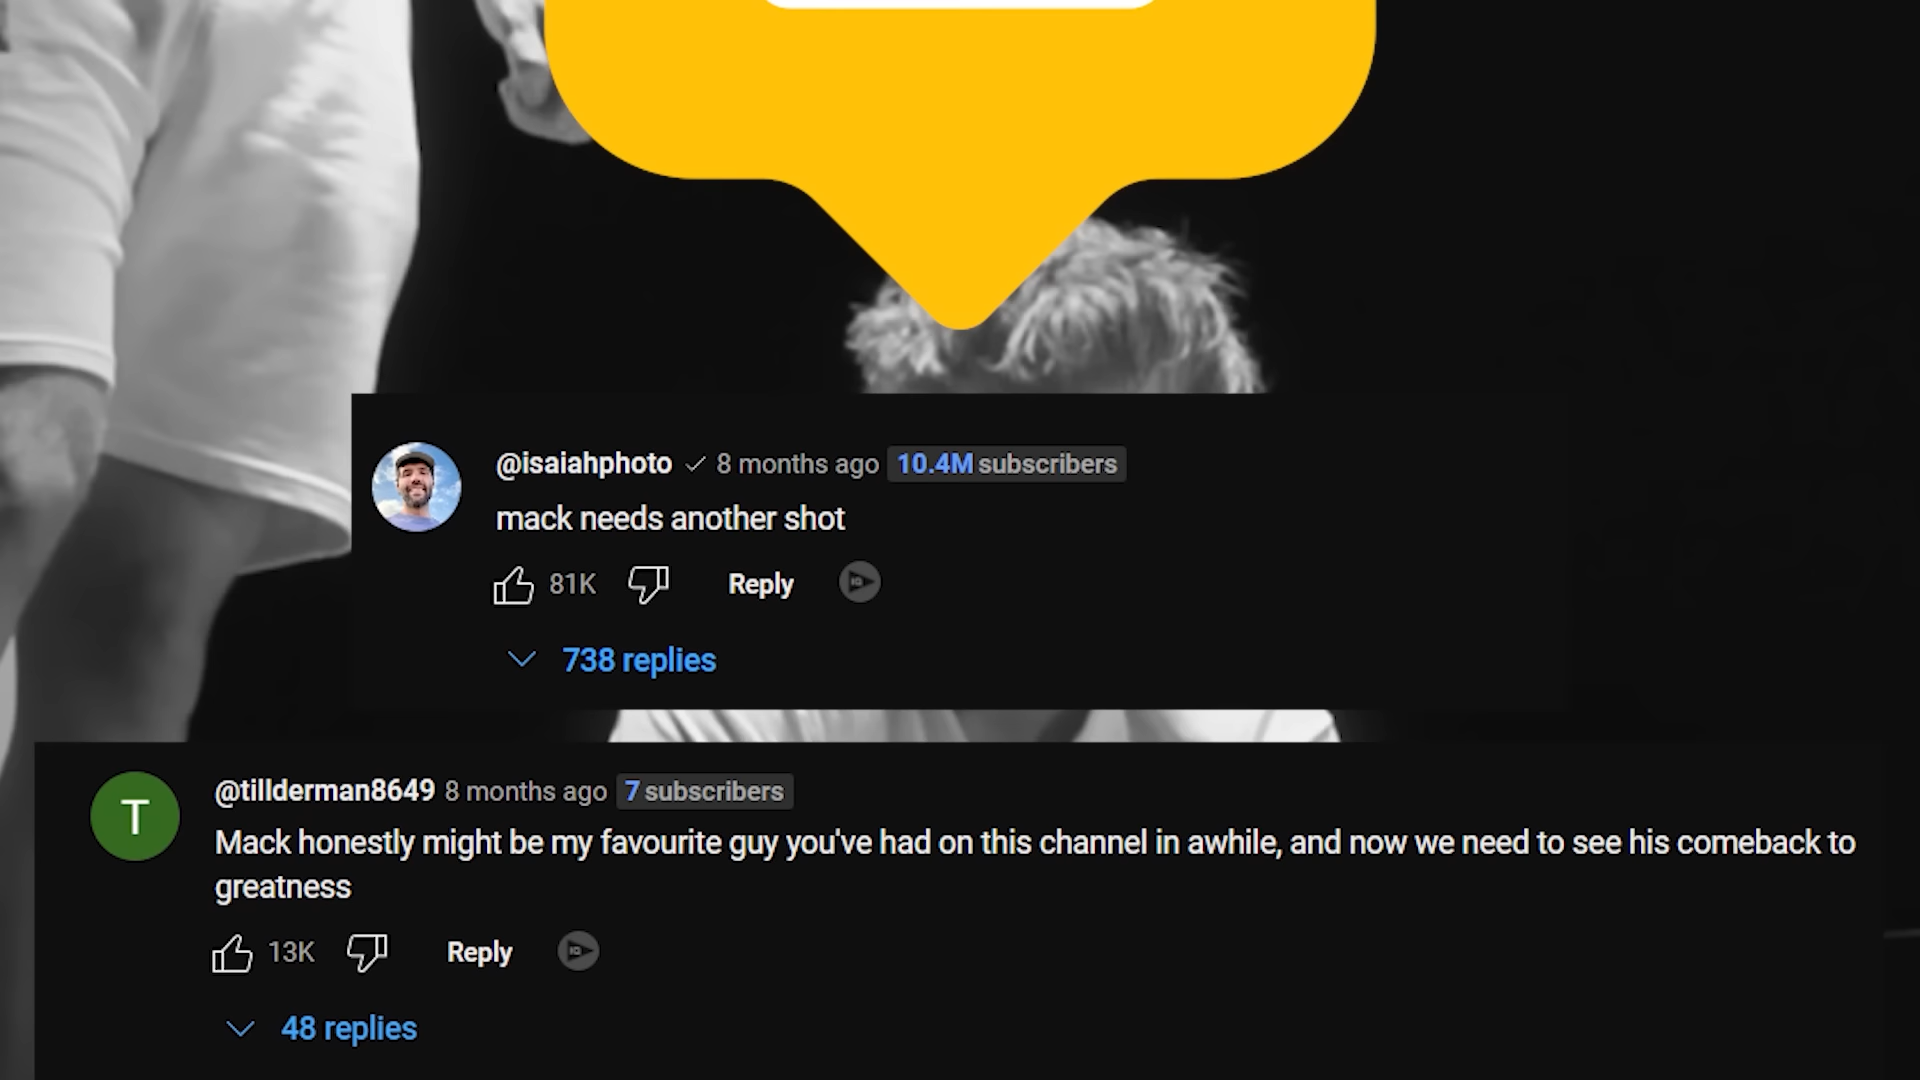 @isaiahphoto 8 months ago 10.4M subscribers
mack needs another shot
81K Reply
738 replies
T
@tillderman8649 8 months ago 7 subscribers
Mack honestly might be my favourite guy you've had on this channel in awhile, and now we need to see his comeback to
greatness
13K Reply
48 replies